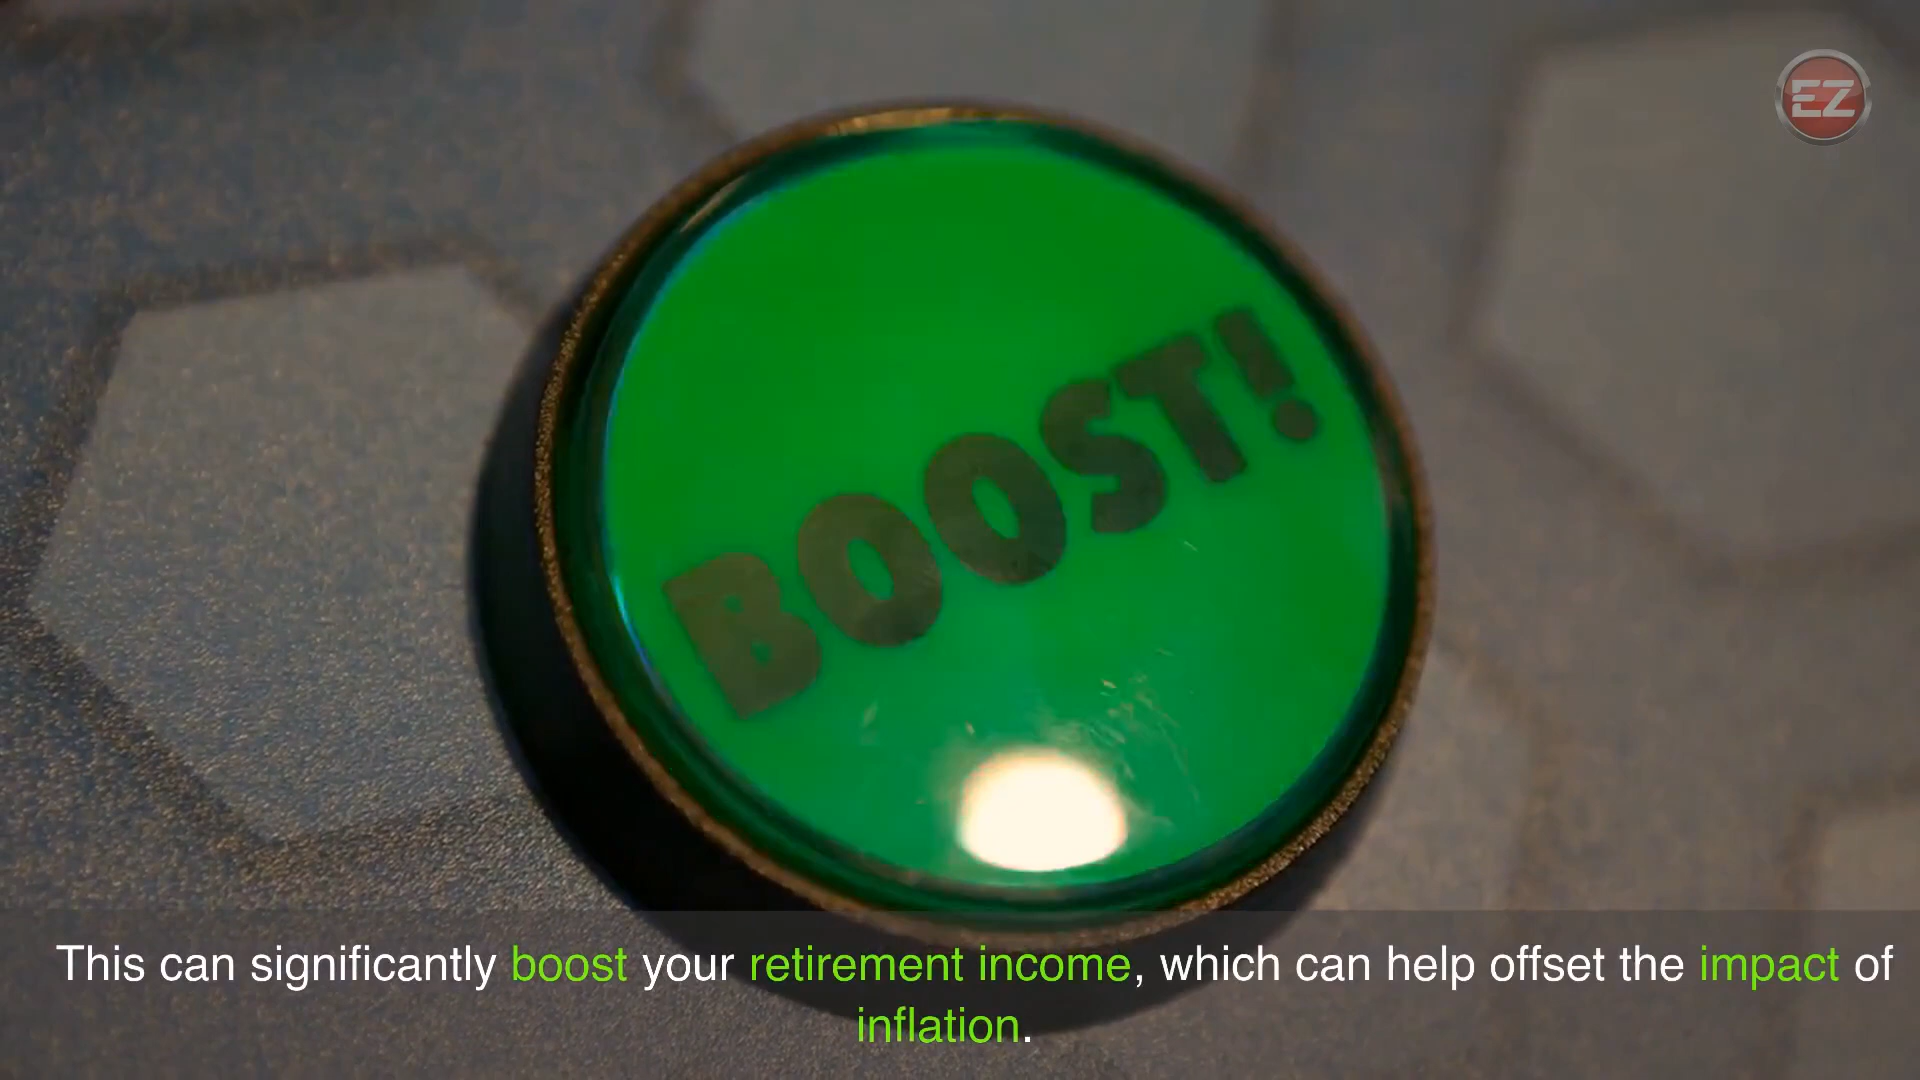 EZ
BOOST!
This can significantly boost your retirement income, which can help offset the impact of
inflation.